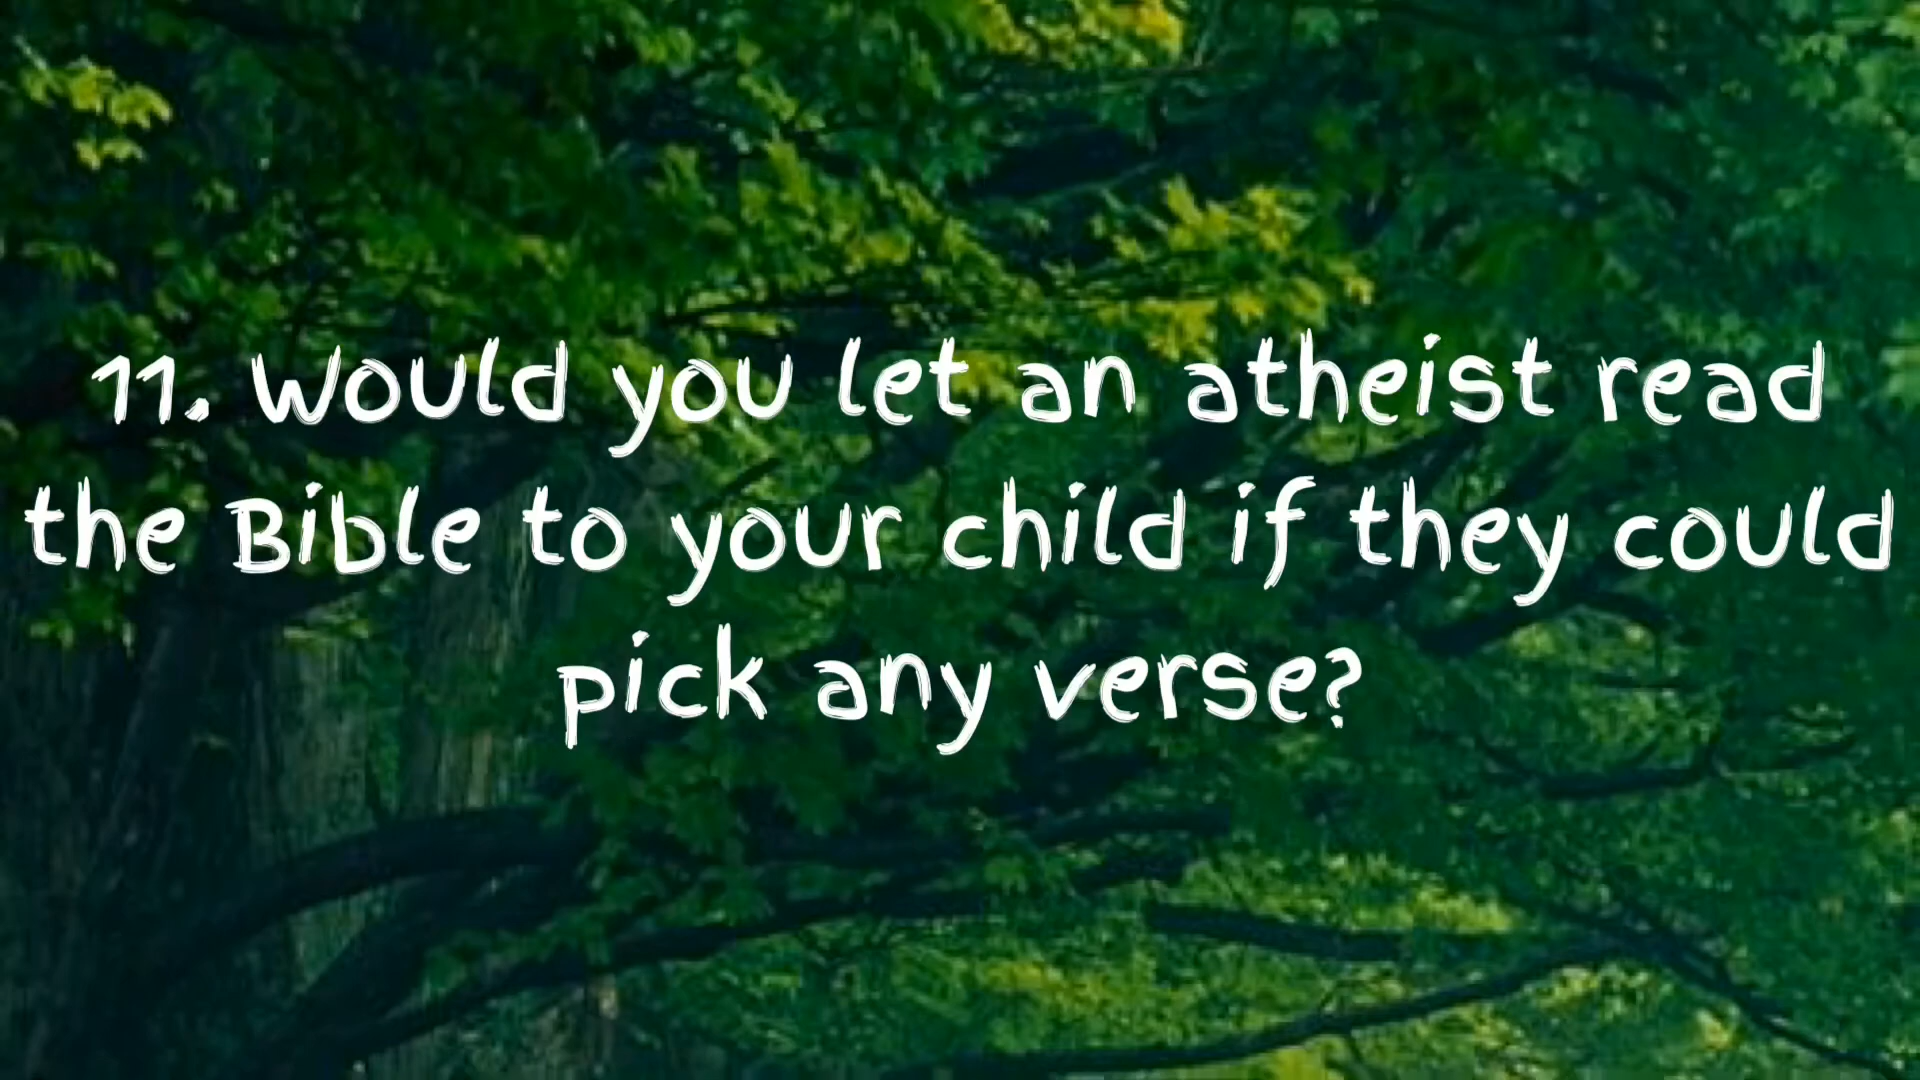 11. Would you let an atheist read
the Bible to your child if they could
pick any verse?